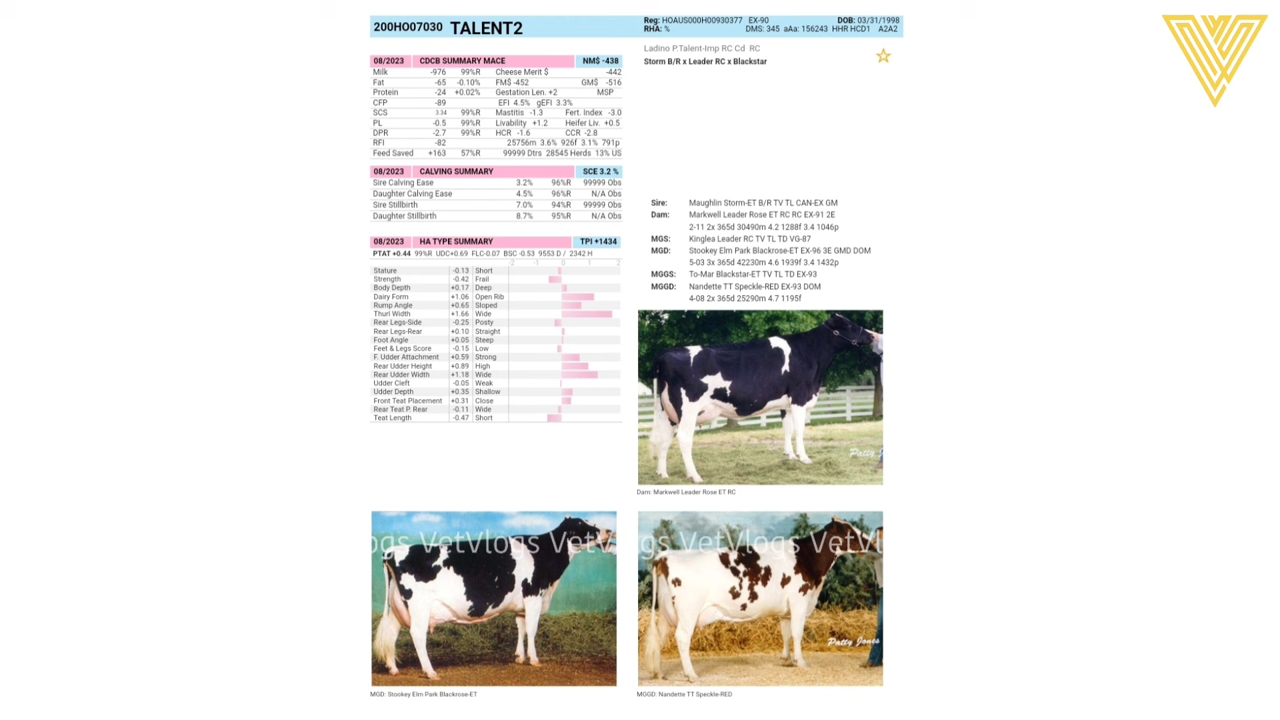 200HO07030 TALENT2
Reg: HOAUS000H00930377 EX-90 DOB: 03/31/1998
RHA: % DMS: 345 aAa: 156243 HHR HCD1 A2A2
Ladino P.Talent-Imp RC Cd RC
Storm B/R x Leader RC x Blackstar
08/2023 CDCB SUMMARY MACE NM$ -438
Milk -976 99%R Cheese Merit $ -442
Fat -65 -0.10% FM$ -452 GM$ -516
Protein -24 +0.02% Gestation Len. +2 MSP
CFP -89 EFI 4.5% gEFI 3.3%
SCS 3.34 99%R Mastitis -1.3 Fert. Index -3.0
PL -0.5 99%R Livability +1.2 Heifer Liv. +0.5
DPR -2.7 99%R HCR -1.6 CCR -2.8
RFI -82 25756m 3.6% 926f 3.1% 791p
Feed Saved +163 57%R 99999 Dtrs 28545 Herds 13% US
08/2023 CALVING SUMMARY SCE 3.2 %
Sire Calving Ease 3.2% 96%R 99999 Obs
Daughter Calving Ease 4.5% 96%R N/A Obs
Sire Stillbirth 7.0% 94%R 99999 Obs
Daughter Stillbirth 8.7% 95%R N/A Obs
08/2023 HA TYPE SUMMARY TPI +1434
PTAT +0.44 99%R UDC+0.69 FLC-0.07 BSC -0.53 9553 D / 2342 H
-2 -1 0 1 2
Stature -0.13 Short
Strength -0.42 Frail
Body Depth +0.17 Deep
Dairy Form +1.06 Open Rib
Rump Angle +0.65 Sloped
Thurl Width +1.66 Wide
Rear Legs-Side -0.25 Posty
Rear Legs-Rear +0.10 Straight
Foot Angle +0.05 Steep
Feet & Legs Score -0.15 Low
F. Udder Attachment +0.59 Strong
Rear Udder Height +0.89 High
Rear Udder Width +1.18 Wide
Udder Cleft -0.05 Weak
Udder Depth +0.35 Shallow
Front Teat Placement +0.31 Close
Rear Teat P. Rear -0.11 Wide
Teat Length -0.47 Short
Sire: Maughlin Storm-ET B/R TV TL CAN-EX GM
Dam: Markwell Leader Rose ET RC RC EX-91 2E
2-11 2x 365d 30490m 4.2 1288f 3.4 1046p
MGS: Kinglea Leader RC TV TL TD VG-87
MGD: Stookey Elm Park Blackrose-ET EX-96 3E GMD DOM
5-03 3x 365d 42230m 4.6 1939f 3.4 1432p
MGGS: To-Mar Blackstar-ET TV TL TD EX-93
MGGD: Nandette TT Speckle-RED EX-93 DOM
4-08 2x 365d 25290m 4.7 1195f
Patty J
Dam: Markwell Leader Rose ET RC
ogs VetVlogs VetV
gs VetVlogs VetVl
Patty Jones
MGD: Stookey Elm Park Blackrose-ET
MGGD: Nandette TT Speckle-RED